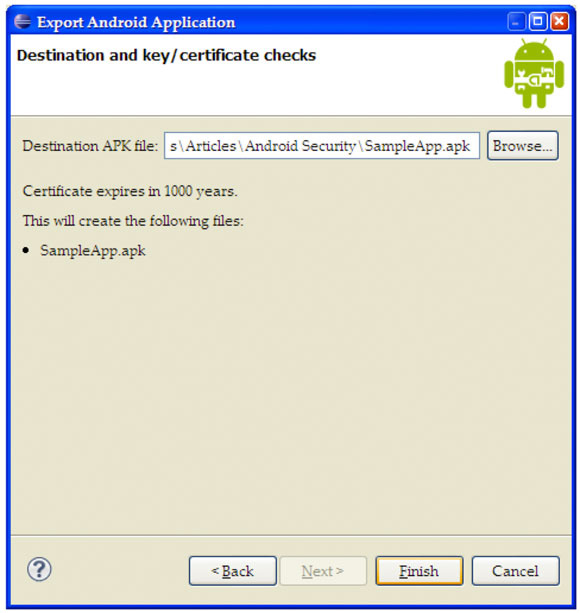 Export Android Application
Destination and key/certificate checks
Destination APK file: s\Articles\Android Security\SampleApp.apk Browse...
Certificate expires in 1000 years.
This will create the following files:
• SampleApp.apk
? < Back Next > Finish Cancel